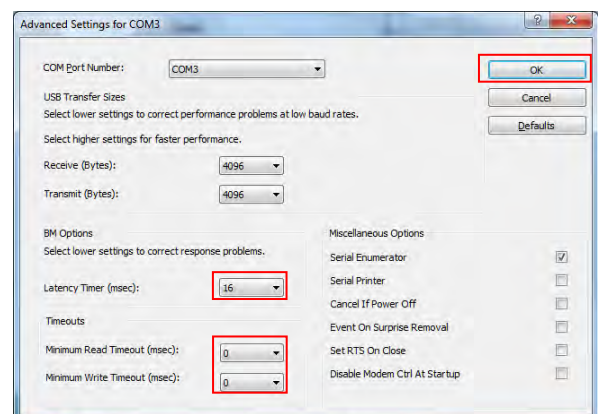 Advanced Settings for COM3
COM Port Number:
COM3
OK
USB Transfer Sizes
Cancel
Select lower settings to correct performance problems at low baud rates.
Defaults
Select higher settings for faster performance.
Receive (Bytes):
4096
Transmit (Bytes):
4096
BM Options
Select lower settings to correct response problems.
Latency Timer (msec):
16
Timeouts
Minimum Read Timeout (msec):
0
Minimum Write Timeout (msec):
0
Miscellaneous Options
Serial Enumerator
Serial Printer
Cancel If Power Off
Event On Surprise Removal
Set RTS On Close
Disable Modem Ctrl At Startup